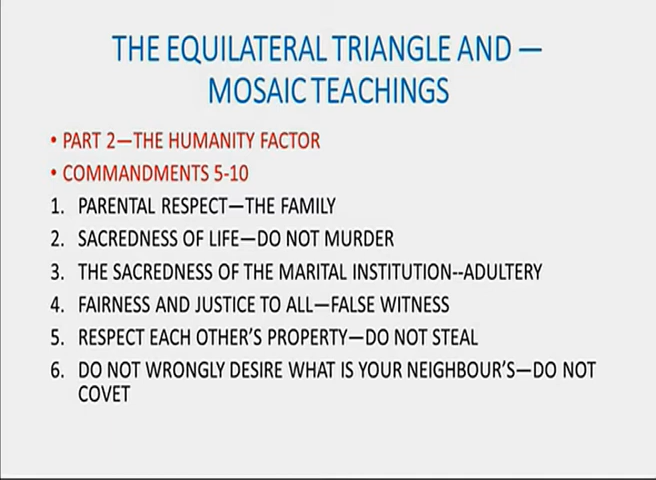 THE EQUILATERAL TRIANGLE AND —
MOSAIC TEACHINGS
• PART 2—THE HUMANITY FACTOR
• COMMANDMENTS 5-10
1. PARENTAL RESPECT—THE FAMILY
2. SACREDNESS OF LIFE—DO NOT MURDER
3. THE SACREDNESS OF THE MARITAL INSTITUTION--ADULTERY
4. FAIRNESS AND JUSTICE TO ALL—FALSE WITNESS
5. RESPECT EACH OTHER’S PROPERTY—DO NOT STEAL
6. DO NOT WRONGLY DESIRE WHAT IS YOUR NEIGHBOUR’S—DO NOT
COVET